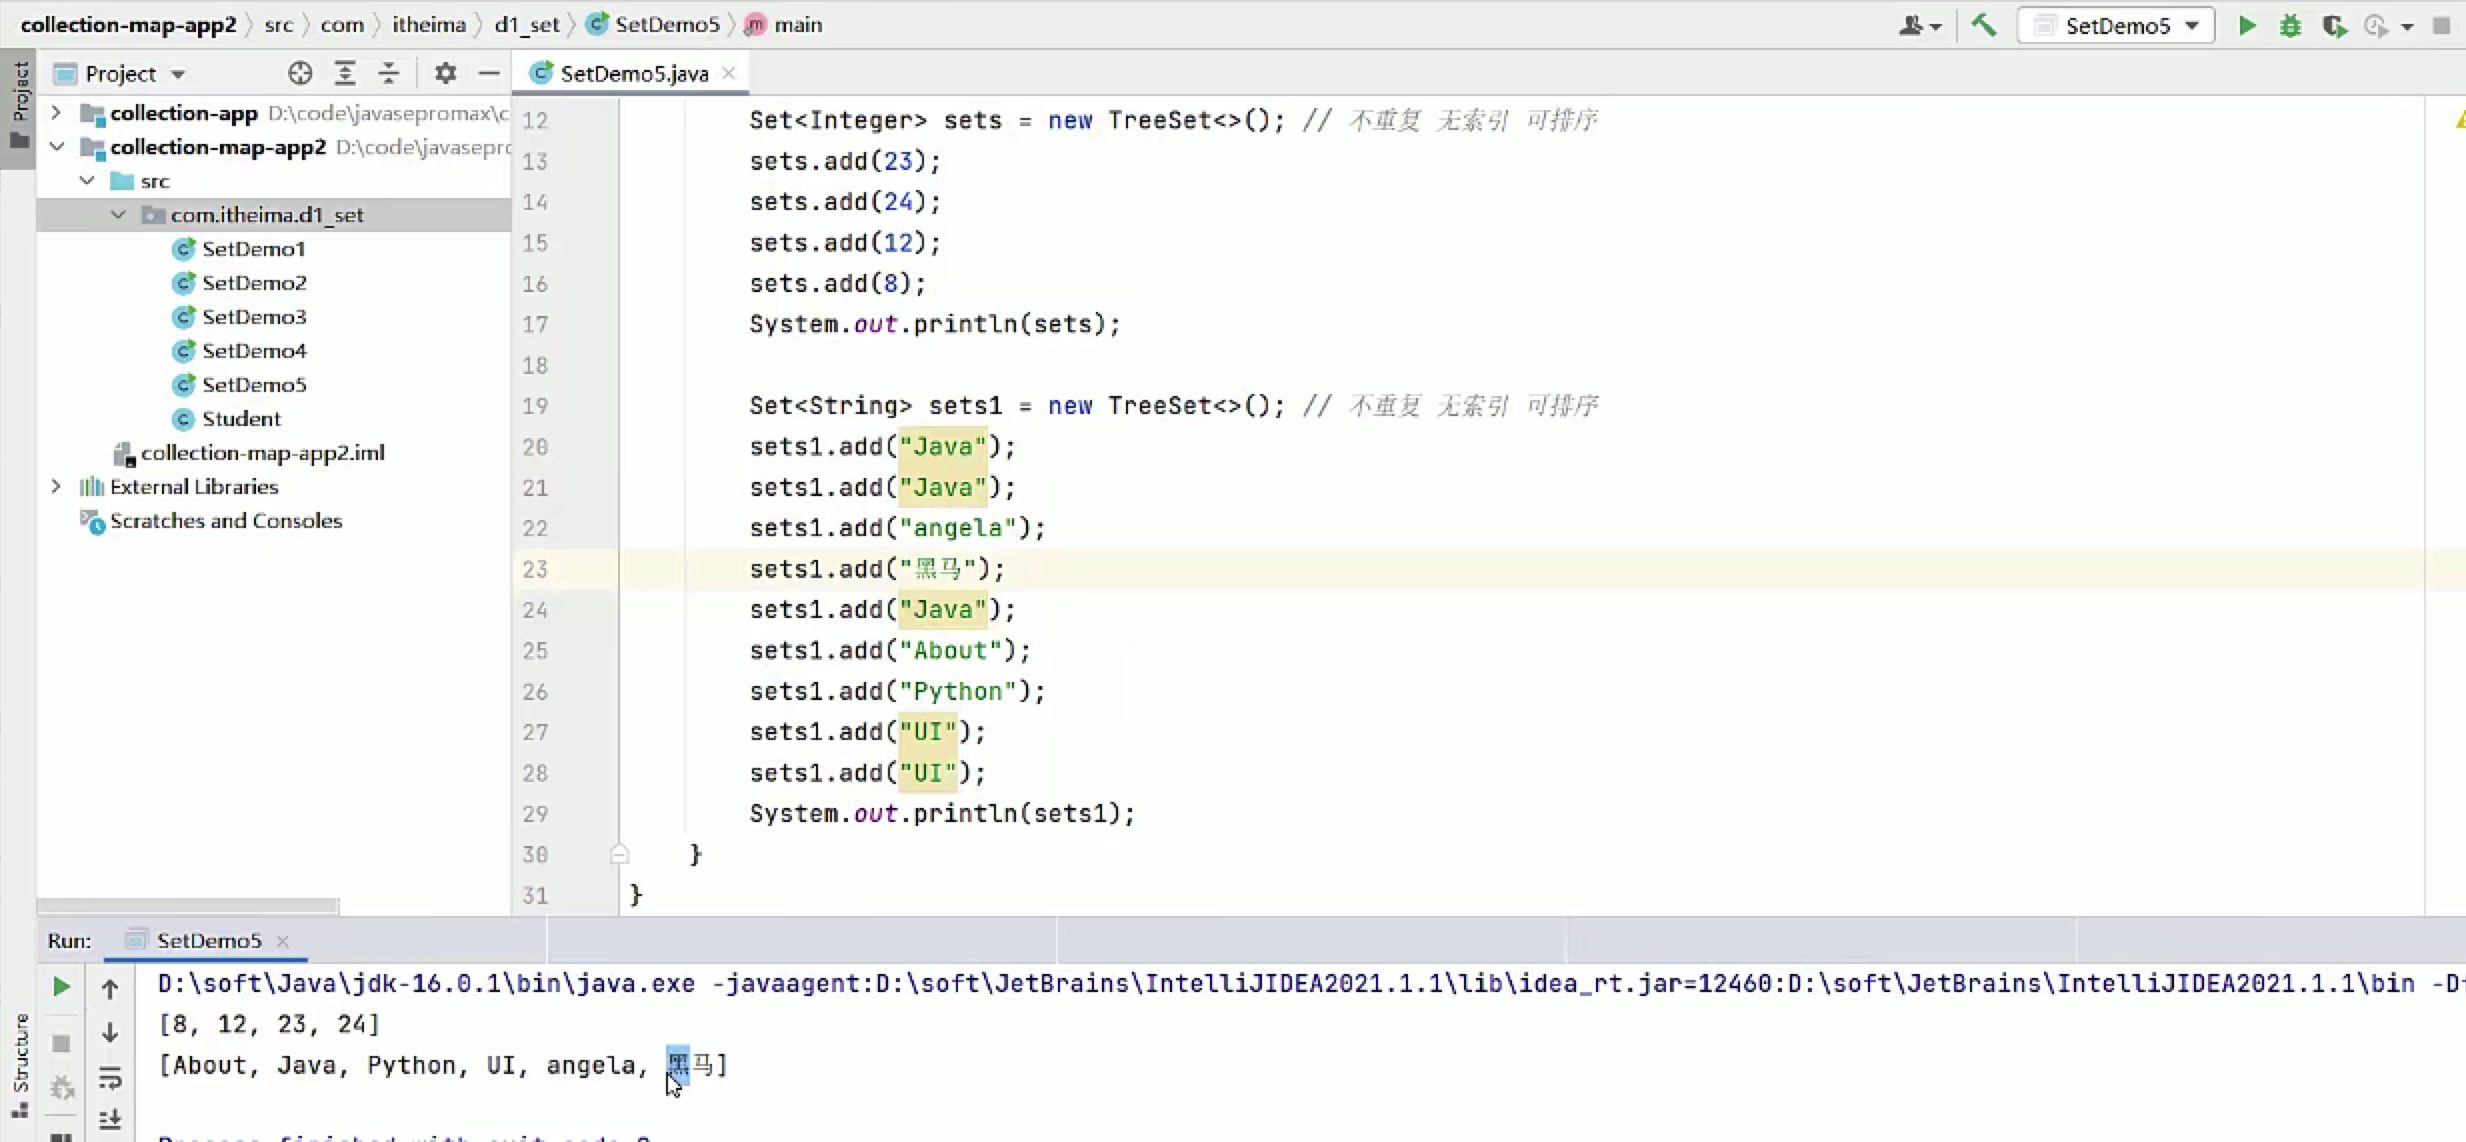 collection-map-app2 〉 src 〉 com 〉 itheima 〉 d1_set 〉 SetDemo5 〉 main
SetDemo5
Project
Project
SetDemo5.java
collection-app D:\code\javasepromax\c
collection-map-app2 D:\code\javasepro
src
com.itheima.d1_set
SetDemo1
SetDemo2
SetDemo3
SetDemo4
SetDemo5
Student
collection-map-app2.iml
External Libraries
Scratches and Consoles
12 Set<Integer> sets = new TreeSet<>(); // 不重复 无索引 可排序
13 sets.add(23);
14 sets.add(24);
15 sets.add(12);
16 sets.add(8);
17 System.out.println(sets);
18
19 Set<String> sets1 = new TreeSet<>(); // 不重复 无索引 可排序
20 sets1.add("Java");
21 sets1.add("Java");
22 sets1.add("angela");
23 sets1.add("黑马");
24 sets1.add("Java");
25 sets1.add("About");
26 sets1.add("Python");
27 sets1.add("UI");
28 sets1.add("UI");
29 System.out.println(sets1);
30 }
31 }
Run: SetDemo5
D:\soft\Java\jdk-16.0.1\bin\java.exe -javaagent:D:\soft\JetBrains\IntelliJIDEA2021.1.1\lib\idea_rt.jar=12460:D:\soft\JetBrains\IntelliJIDEA2021.1.1\bin -D
[8, 12, 23, 24]
[About, Java, Python, UI, angela, 黑马]
Structure
Process finished with exit code 0